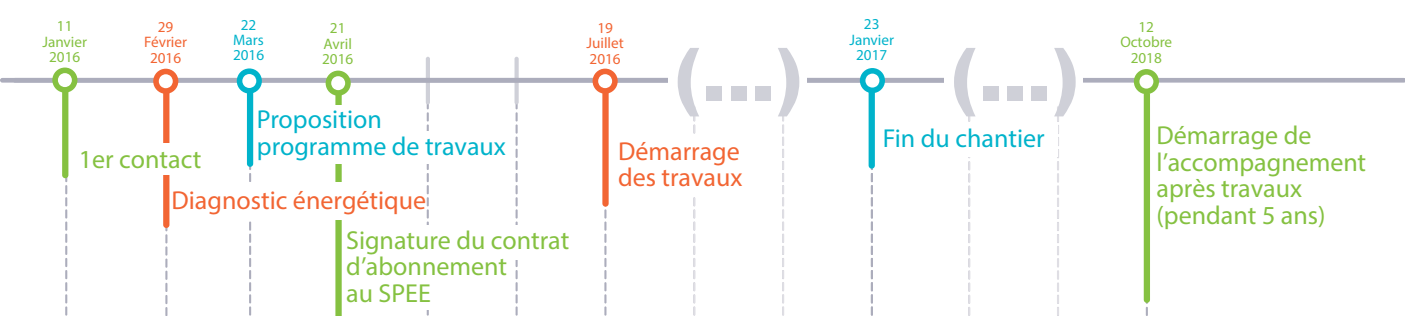 11
Janvier
2016
1er contact
29
Février
2016
Diagnostic énergétique
22
Mars
2016
Proposition
programme de travaux
21
Avril
2016
Signature du contrat
d'abonnement
au SPEE
19
Juillet
2016
Démarrage
des travaux
(...)
23
Janvier
2017
Fin du chantier
(...)
12
Octobre
2018
Démarrage de
l'accompagnement
après travaux
(pendant 5 ans)